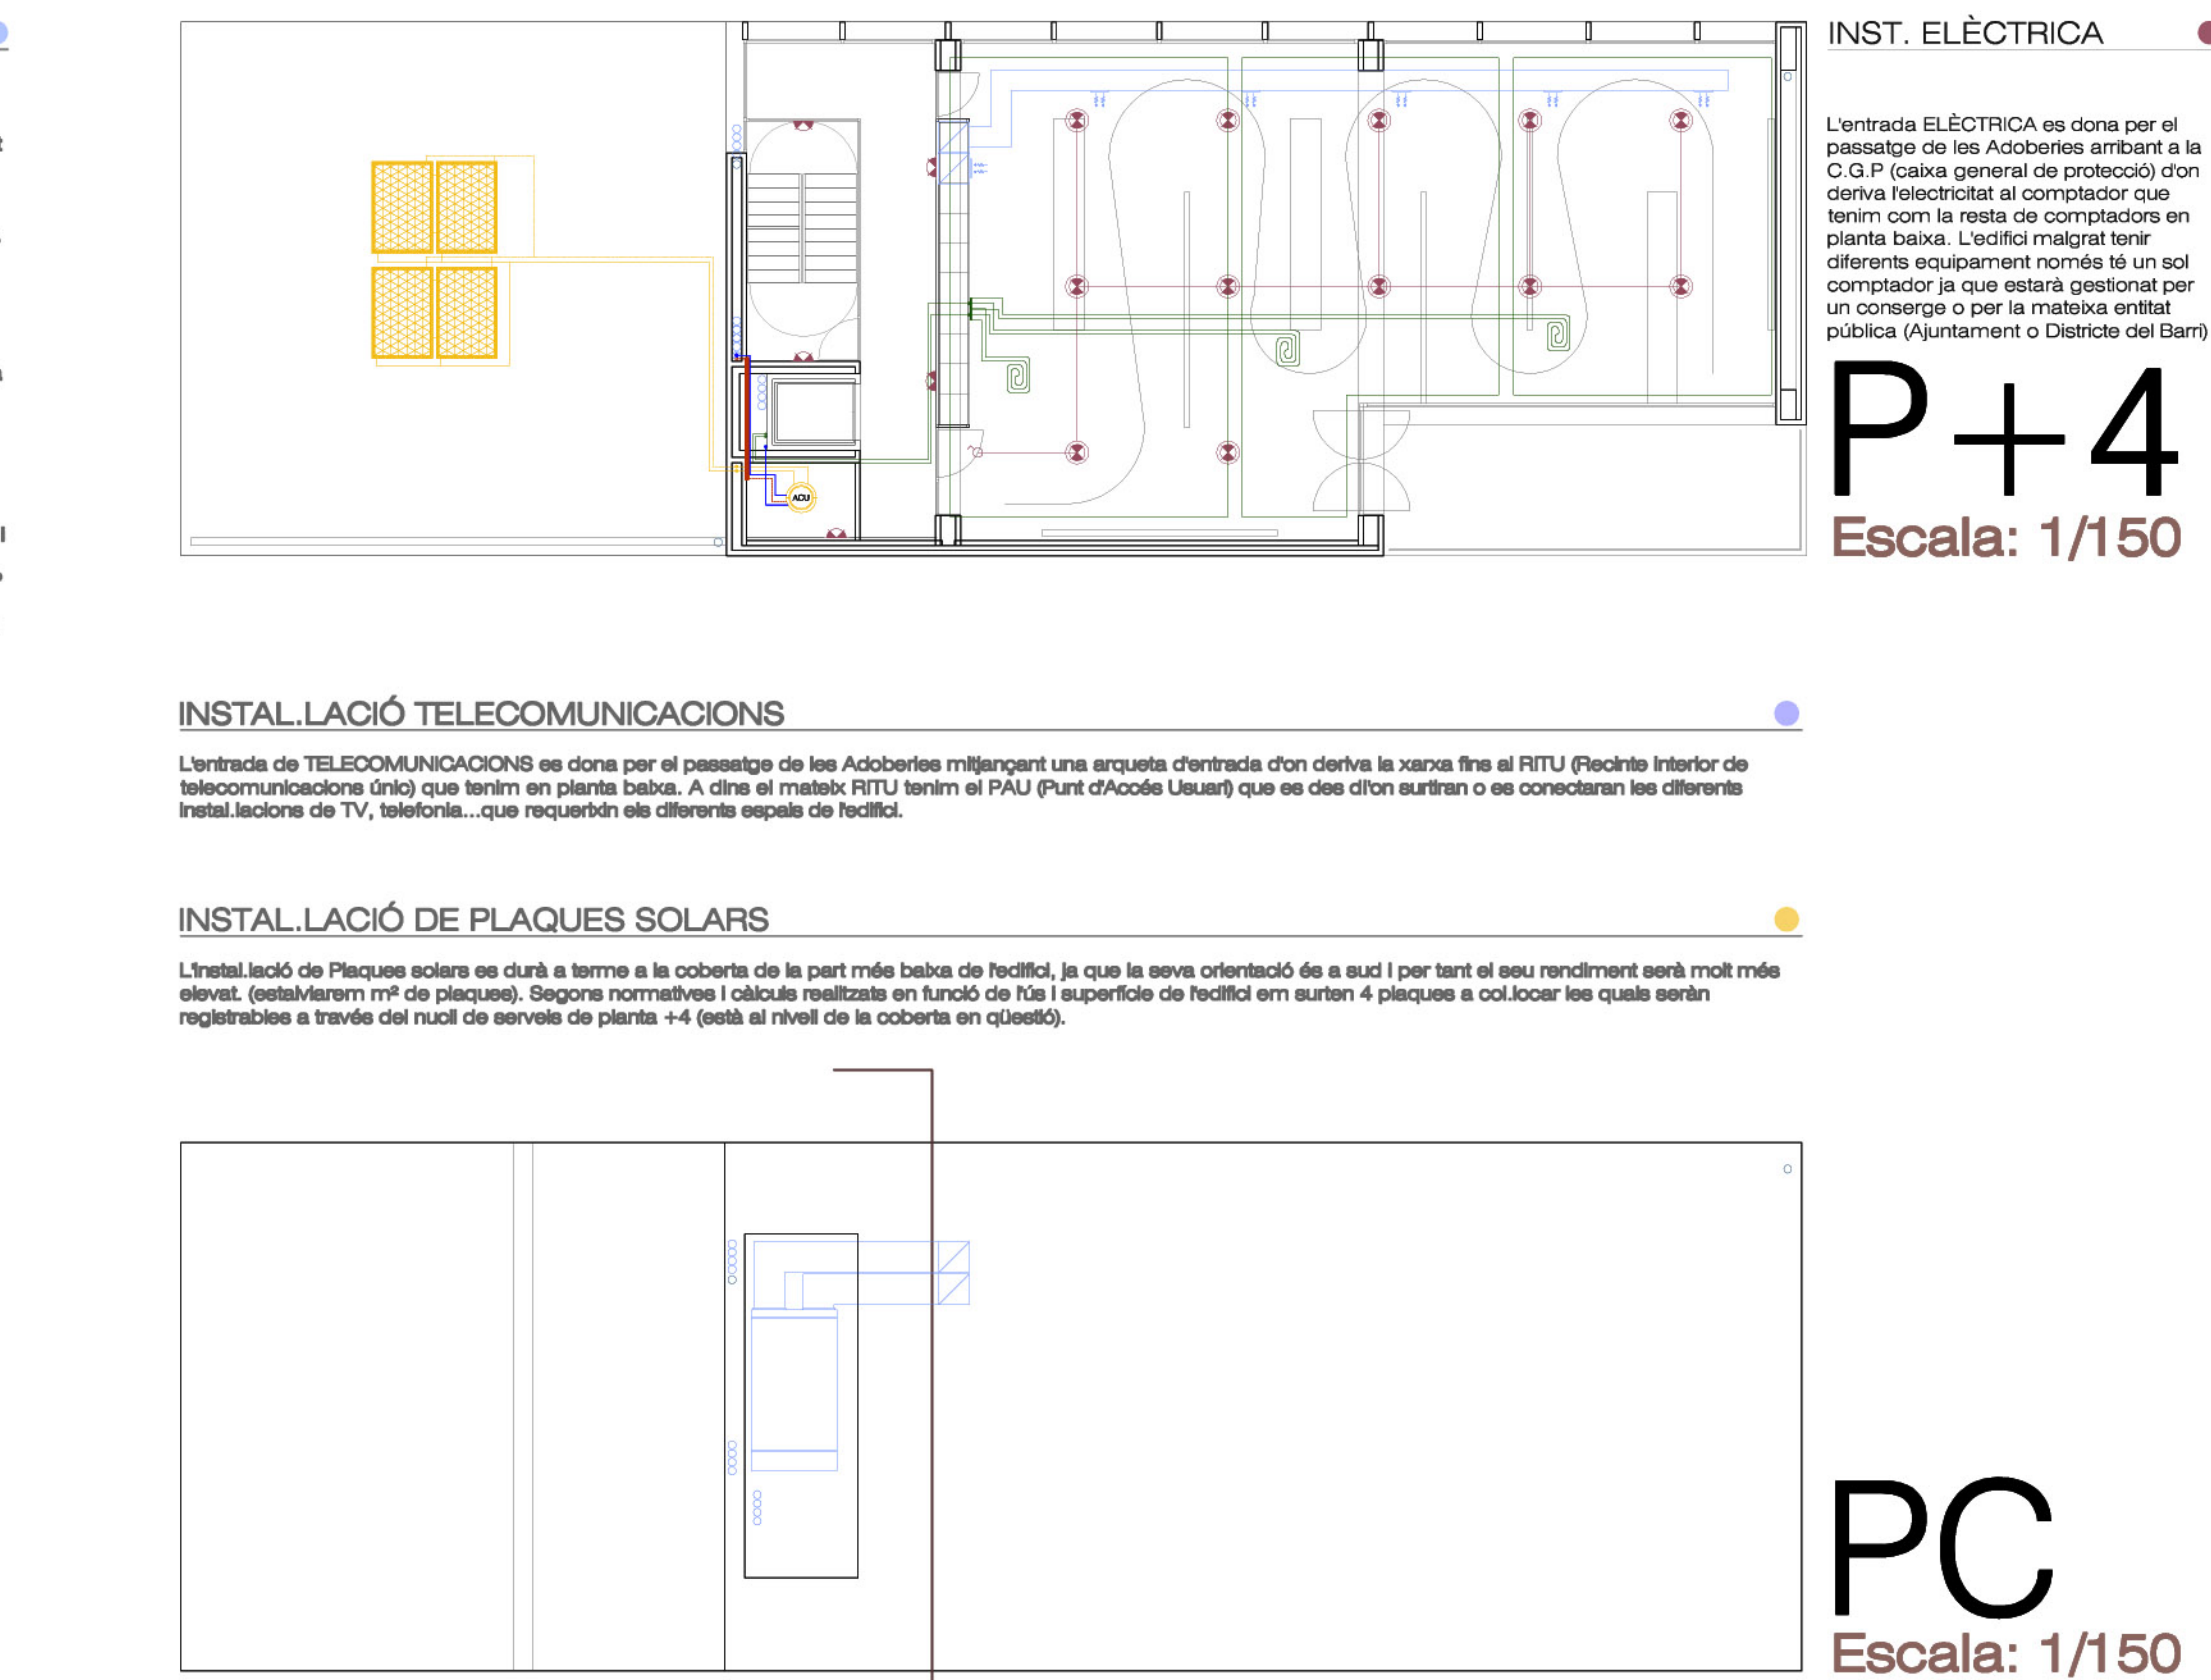 INST. ELÈCTRICA
L'entrada ELÈCTRICA es dona per el
passatge de les Adoberies arribant a la
C.G.P (caixa general de protecció) d'on
deriva l'electricitat al comptador que
tenim com la resta de comptadors en
planta baixa. L'edifici malgrat tenir
diferents equipament només té un sol
comptador ja que estarà gestionat per
un conserge o per la mateixa entitat
pública (Ajuntament o Districte del Barri)
P+4
Escala: 1/150
ACU
INSTAL.LACIÓ TELECOMUNICACIONS
L'entrada de TELECOMUNICACIONS es dona per el passatge de les Adoberies mitjançant una arqueta d'entrada d'on deriva la xarxa fins al RITU (Recinte interior de
telecomunicacions únic) que tenim en planta baixa. A dins el mateix RITU tenim el PAU (Punt d'Accés Usuari) que es des d'on surtiran o es conectaran les diferents
instal.lacions de TV, telefonia...que requerixin els diferents espais de l'edifici.
INSTAL.LACIÓ DE PLAQUES SOLARS
L'instal.lació de Plaques solars es durà a terme a la coberta de la part més baixa de l'edifici, ja que la seva orientació és a sud i per tant el seu rendiment serà molt més
elevat. (estalviarem m² de plaques). Segons normatives i càlculs realitzats en funció de l'ús i superfície de l'edifici em surten 4 plaques a col.locar les quals seràn
registrables a través del nucli de serveis de planta +4 (està al nivell de la coberta en qüestió).
PC
Escala: 1/150